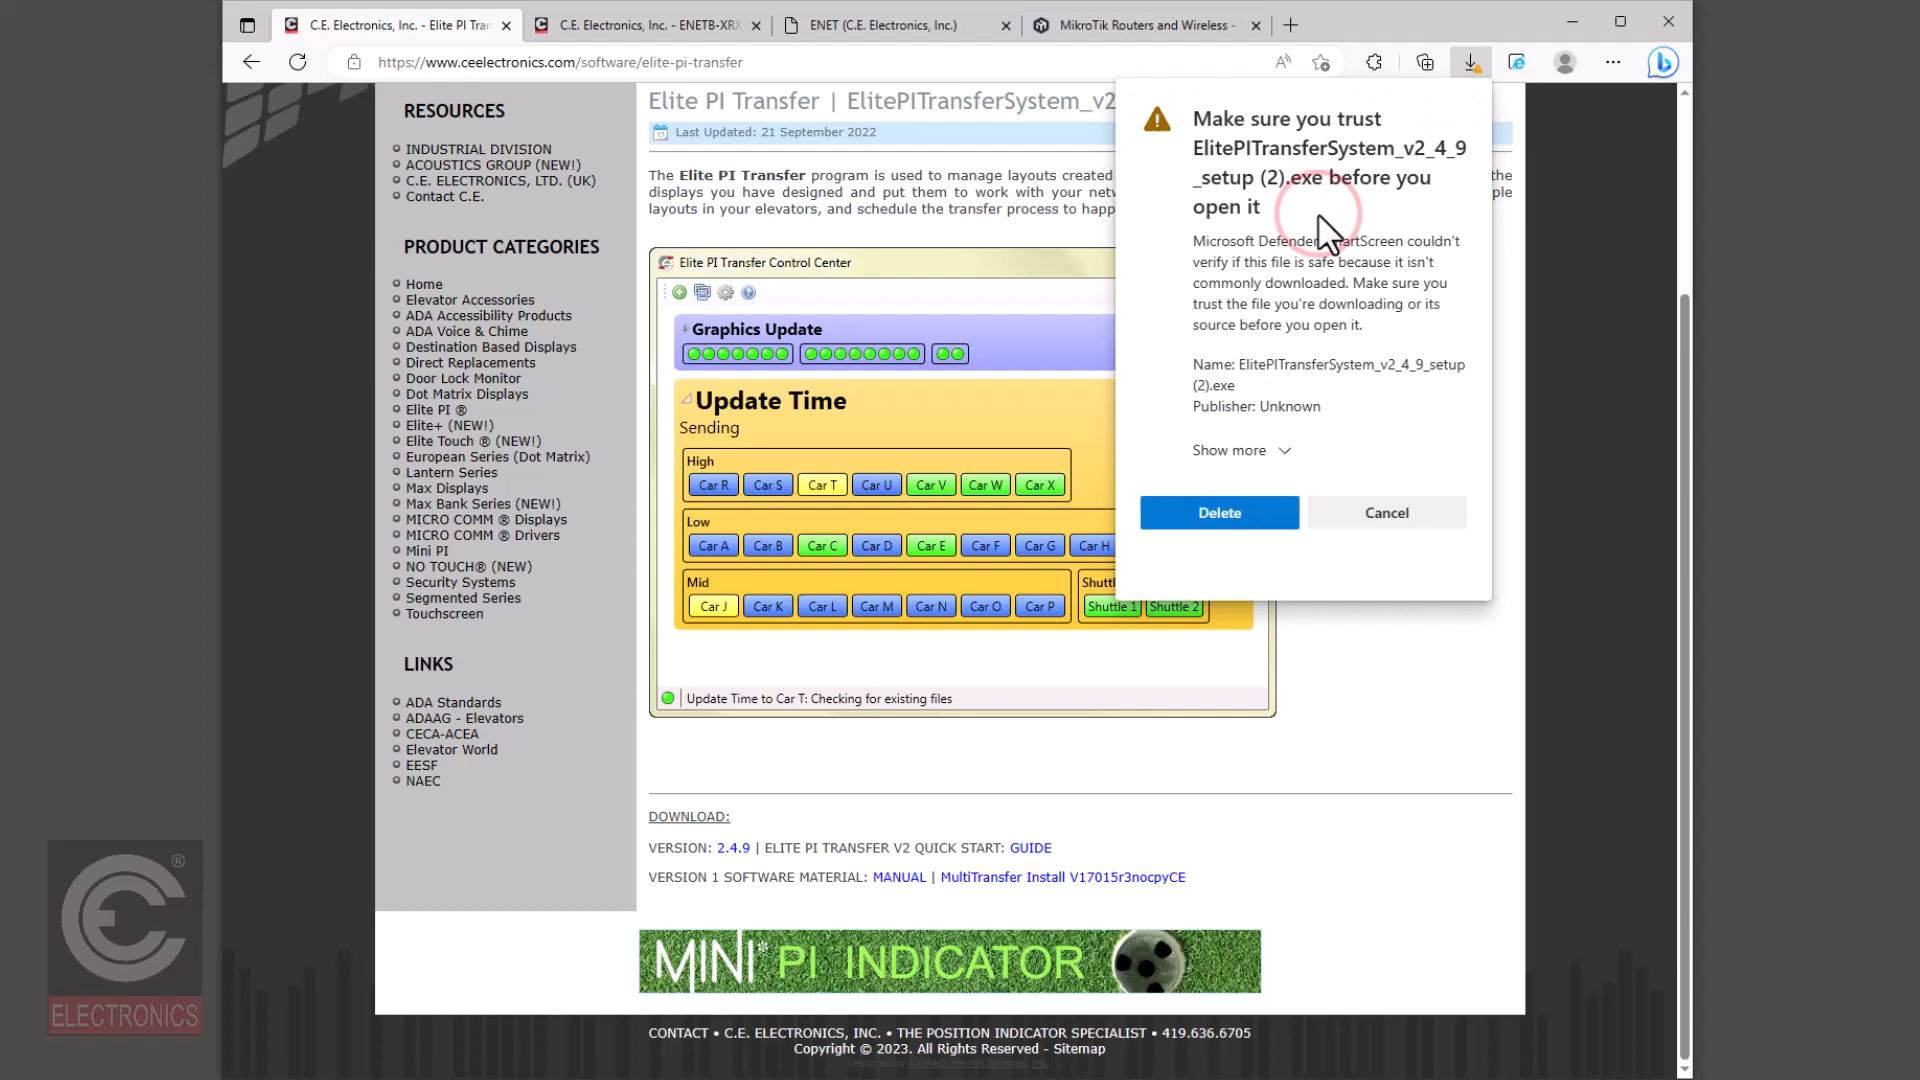 C.E. Electronics, Inc. - Elite PI Tran
C.E. Electronics, Inc. - ENETB-XRX
ENET (C.E. Electronics, Inc.)
MikroTik Routers and Wireless -
https://www.ceelectronics.com/software/elite-pi-transfer
RESOURCES
INDUSTRIAL DIVISION
ACOUSTICS GROUP (NEW!)
C.E. ELECTRONICS, LTD. (UK)
Contact C.E.
PRODUCT CATEGORIES
Home
Elevator Accessories
ADA Accessibility Products
ADA Voice & Chime
Destination Based Displays
Direct Replacements
Door Lock Monitor
Dot Matrix Displays
Elite PI ®
Elite+ (NEW!)
Elite Touch ® (NEW!)
European Series (Dot Matrix)
Lantern Series
Max Displays
Max Bank Series (NEW!)
MICRO COMM ® Displays
MICRO COMM ® Drivers
Mini PI
NO TOUCH® (NEW)
Security Systems
Segmented Series
Touchscreen
LINKS
ADA Standards
ADAAG - Elevators
CECA-ACEA
Elevator World
EESF
NAEC
Elite PI Transfer | ElitePITransferSystem_v2
Last Updated: 21 September 2022
The Elite PI Transfer program is used to manage layouts created the
displays you have designed and put them to work with your netw ple
layouts in your elevators, and schedule the transfer process to happ
Elite PI Transfer Control Center
Graphics Update
Update Time
Sending
High
Car R Car S Car T Car U Car V Car W Car X
Low
Car A Car B Car C Car D Car E Car F Car G Car H
Mid
Car J Car K Car L Car M Car N Car O Car P
Shuttl
Shuttle 1 Shuttle 2
Update Time to Car T: Checking for existing files
Make sure you trust
ElitePITransferSystem_v2_4_9
_setup (2).exe before you
open it
Microsoft Defender artScreen couldn't
verify if this file is safe because it isn't
commonly downloaded. Make sure you
trust the file you're downloading or its
source before you open it.
Name: ElitePITransferSystem_v2_4_9_setup
(2).exe
Publisher: Unknown
Show more
Delete Cancel
DOWNLOAD:
VERSION: 2.4.9 | ELITE PI TRANSFER V2 QUICK START: GUIDE
VERSION 1 SOFTWARE MATERIAL: MANUAL | MultiTransfer Install V17015r3nocpyCE
MINI* PI INDICATOR
CONTACT • C.E. ELECTRONICS, INC. • THE POSITION INDICATOR SPECIALIST • 419.636.6705
Copyright © 2023. All Rights Reserved - Sitemap
®
ELECTRONICS